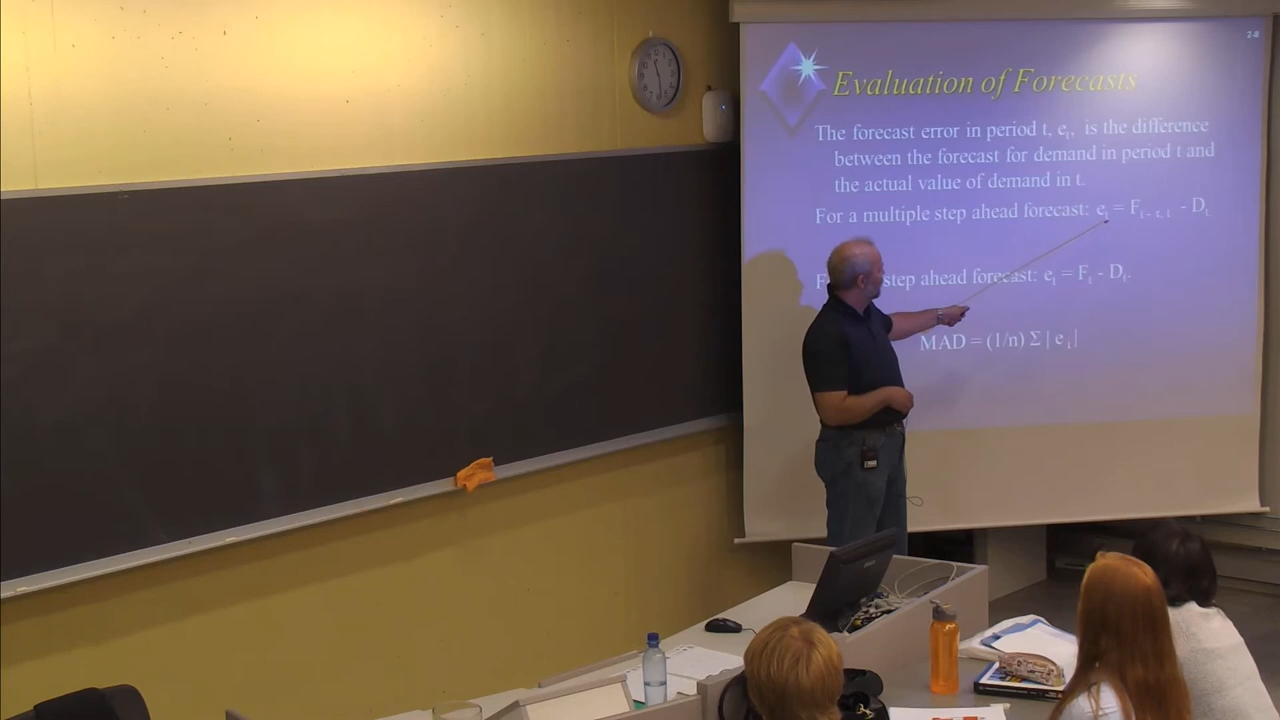 2-8
Evaluation of Forecasts
The forecast error in period t, eₜ, is the difference
between the forecast for demand in period t and
the actual value of demand in t.
For a multiple step ahead forecast: eₜ = Fₜ₋τ, ₜ - Dₜ.
step ahead forecast: eₜ = Fₜ - Dₜ.
MAD = (1/n) Σ | eᵢ|